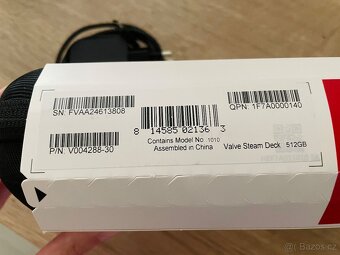 SN: FVAA24613808
QPN: 1F7A0000140
8 14585 02136 3
P/N: V004288-30
Contains Model No 1010
Assembled in China
Valve Steam Deck 512GB
bazos.cz